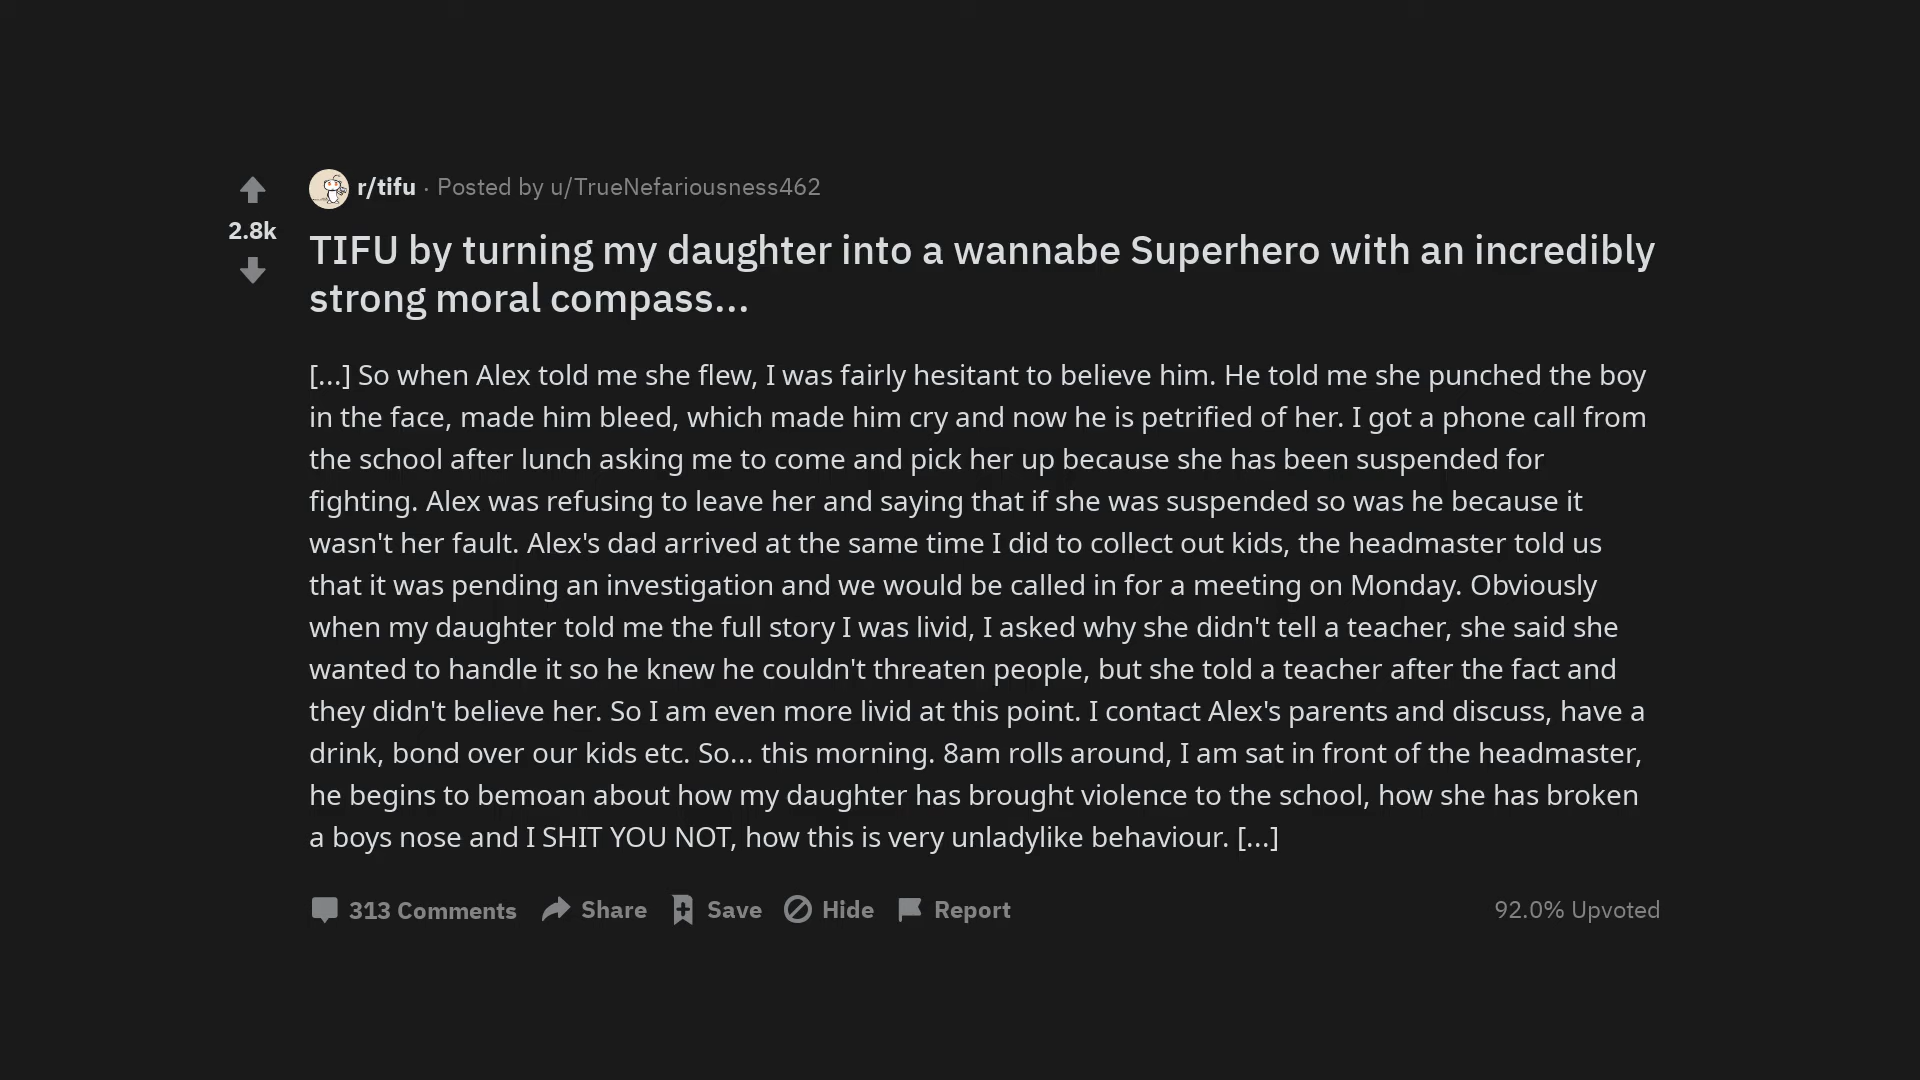 r/tifu · Posted by u/TrueNefariousness462
2.8k
TIFU by turning my daughter into a wannabe Superhero with an incredibly
strong moral compass...
[...] So when Alex told me she flew, I was fairly hesitant to believe him. He told me she punched the boy
in the face, made him bleed, which made him cry and now he is petrified of her. I got a phone call from
the school after lunch asking me to come and pick her up because she has been suspended for
fighting. Alex was refusing to leave her and saying that if she was suspended so was he because it
wasn't her fault. Alex's dad arrived at the same time I did to collect out kids, the headmaster told us
that it was pending an investigation and we would be called in for a meeting on Monday. Obviously
when my daughter told me the full story I was livid, I asked why she didn't tell a teacher, she said she
wanted to handle it so he knew he couldn't threaten people, but she told a teacher after the fact and
they didn't believe her. So I am even more livid at this point. I contact Alex's parents and discuss, have a
drink, bond over our kids etc. So... this morning. 8am rolls around, I am sat in front of the headmaster,
he begins to bemoan about how my daughter has brought violence to the school, how she has broken
a boys nose and I SHIT YOU NOT, how this is very unladylike behaviour. [...]
313 Comments Share Save Hide Report 92.0% Upvoted